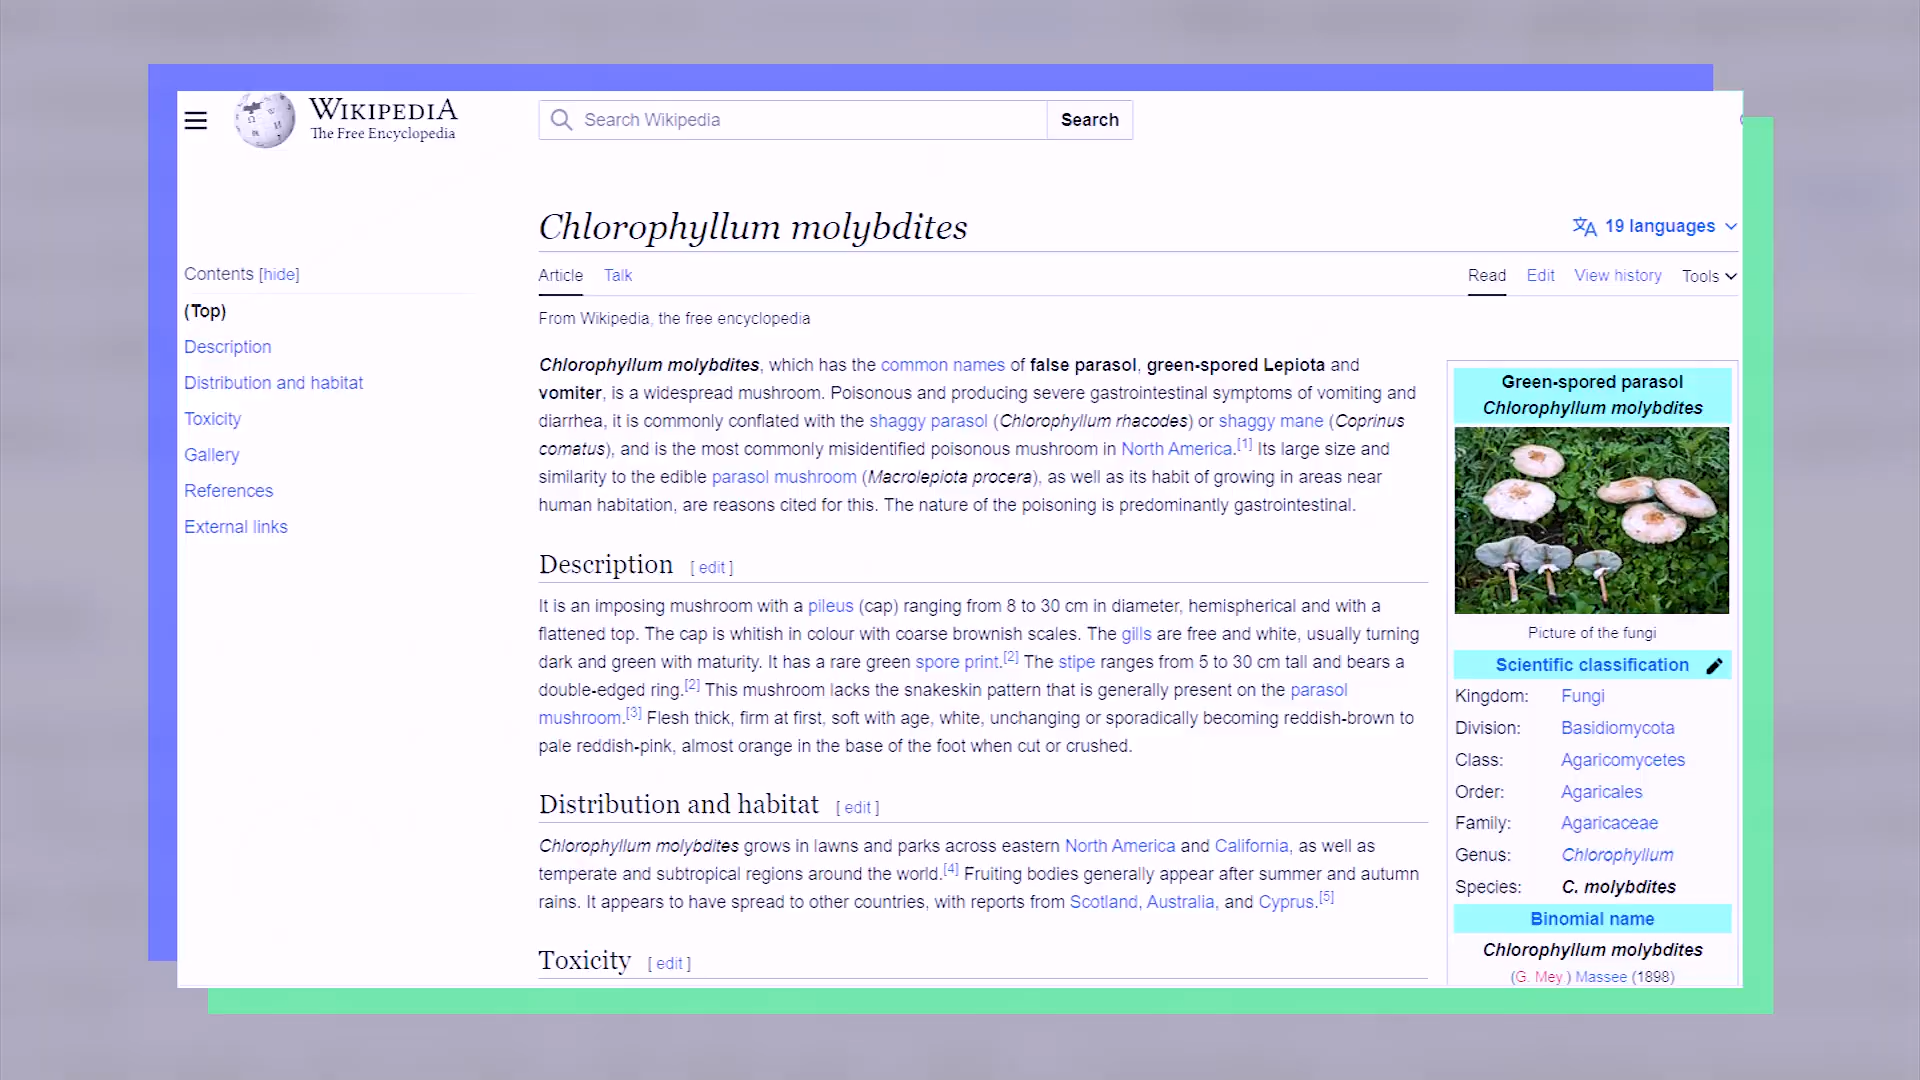 WIKIPEDIA
The Free Encyclopedia
Search Wikipedia
Search
Chlorophyllum molybdites
19 languages
Contents [hide]
(Top)
Description
Distribution and habitat
Toxicity
Gallery
References
External links
Article Talk
Read Edit View history Tools
From Wikipedia, the free encyclopedia
Chlorophyllum molybdites, which has the common names of false parasol, green-spored Lepiota and
vomiter, is a widespread mushroom. Poisonous and producing severe gastrointestinal symptoms of vomiting and
diarrhea, it is commonly conflated with the shaggy parasol (Chlorophyllum rhacodes) or shaggy mane (Coprinus
comatus), and is the most commonly misidentified poisonous mushroom in North America.[1] Its large size and
similarity to the edible parasol mushroom (Macrolepiota procera), as well as its habit of growing in areas near
human habitation, are reasons cited for this. The nature of the poisoning is predominantly gastrointestinal.
Description [ edit ]
It is an imposing mushroom with a pileus (cap) ranging from 8 to 30 cm in diameter, hemispherical and with a
flattened top. The cap is whitish in colour with coarse brownish scales. The gills are free and white, usually turning
dark and green with maturity. It has a rare green spore print.[2] The stipe ranges from 5 to 30 cm tall and bears a
double-edged ring.[2] This mushroom lacks the snakeskin pattern that is generally present on the parasol
mushroom.[3] Flesh thick, firm at first, soft with age, white, unchanging or sporadically becoming reddish-brown to
pale reddish-pink, almost orange in the base of the foot when cut or crushed.
Distribution and habitat [ edit ]
Chlorophyllum molybdites grows in lawns and parks across eastern North America and California, as well as
temperate and subtropical regions around the world.[4] Fruiting bodies generally appear after summer and autumn
rains. It appears to have spread to other countries, with reports from Scotland, Australia, and Cyprus.[5]
Toxicity [ edit ]
Green-spored parasol
Chlorophyllum molybdites
Picture of the fungi
Scientific classification
Kingdom: Fungi
Division: Basidiomycota
Class: Agaricomycetes
Order: Agaricales
Family: Agaricaceae
Genus: Chlorophyllum
Species: C. molybdites
Binomial name
Chlorophyllum molybdites
(G. Mey.) Massee (1898)